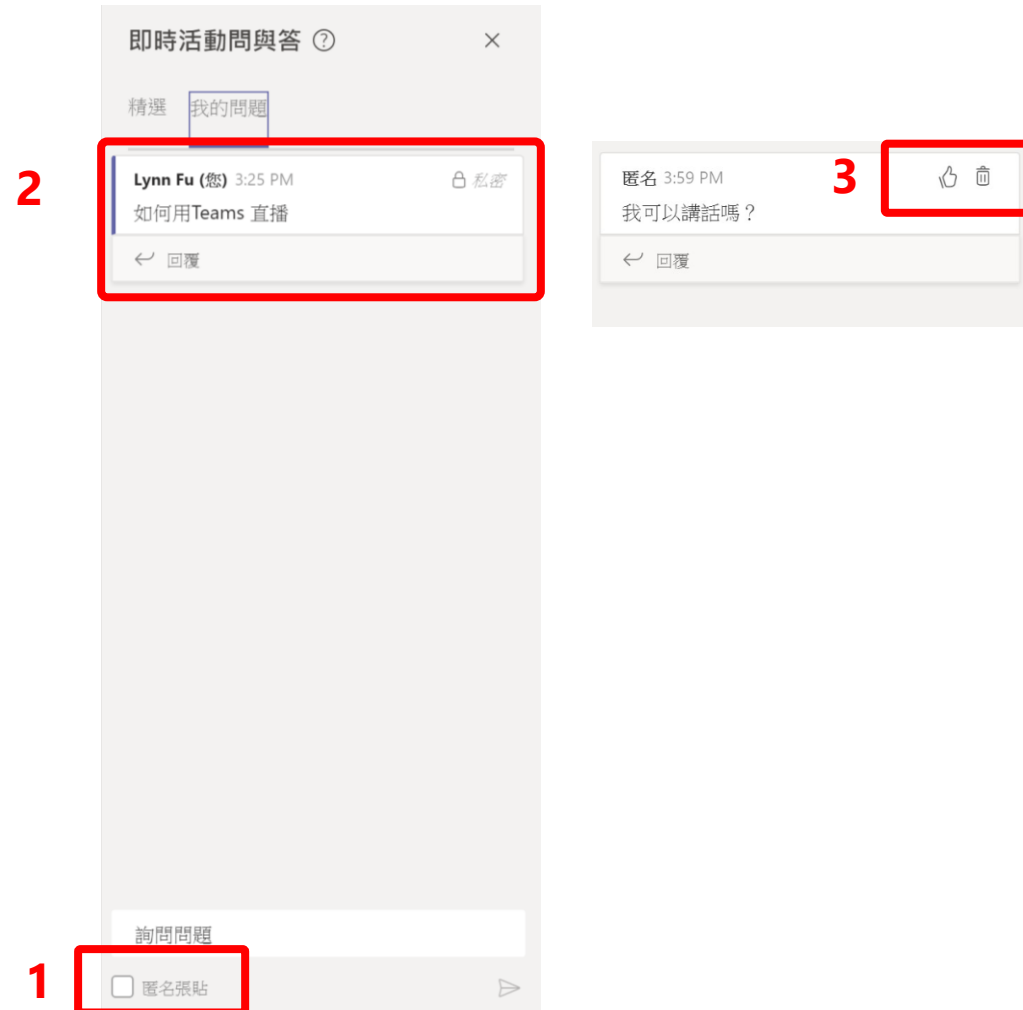 即時活動問與答
精選 我的問題
2
Lynn Fu (您) 3:25 PM 私密
如何用Teams 直播
回覆
匿名 3:59 PM 3
我可以講話嗎？
回覆
詢問問題
1
匿名張貼